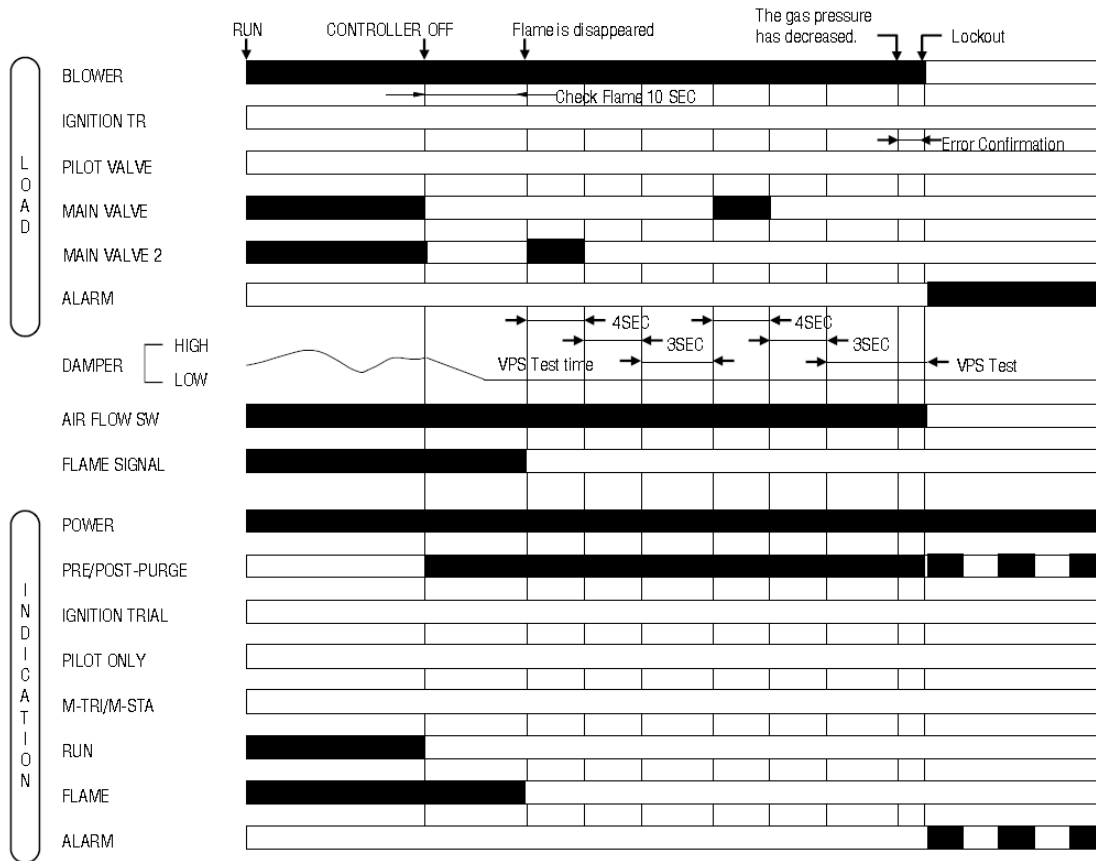 The gas pressure
has decreased.
RUN
CONTROLLER OFF
Flame is disappeared
Lockout
LOAD
BLOWER
Check Flame 10 SEC
IGNITION TR
Error Confirmation
PILOT VALVE
MAIN VALVE
MAIN VALVE 2
ALARM
4SEC
4SEC
DAMPER
HIGH
LOW
3SEC
3SEC
VPS Test time
VPS Test
AIR FLOW SW
FLAME SIGNAL
INDICATION
POWER
PRE/POST-PURGE
IGNITION TRIAL
PILOT ONLY
M-TRI/M-STA
RUN
FLAME
ALARM